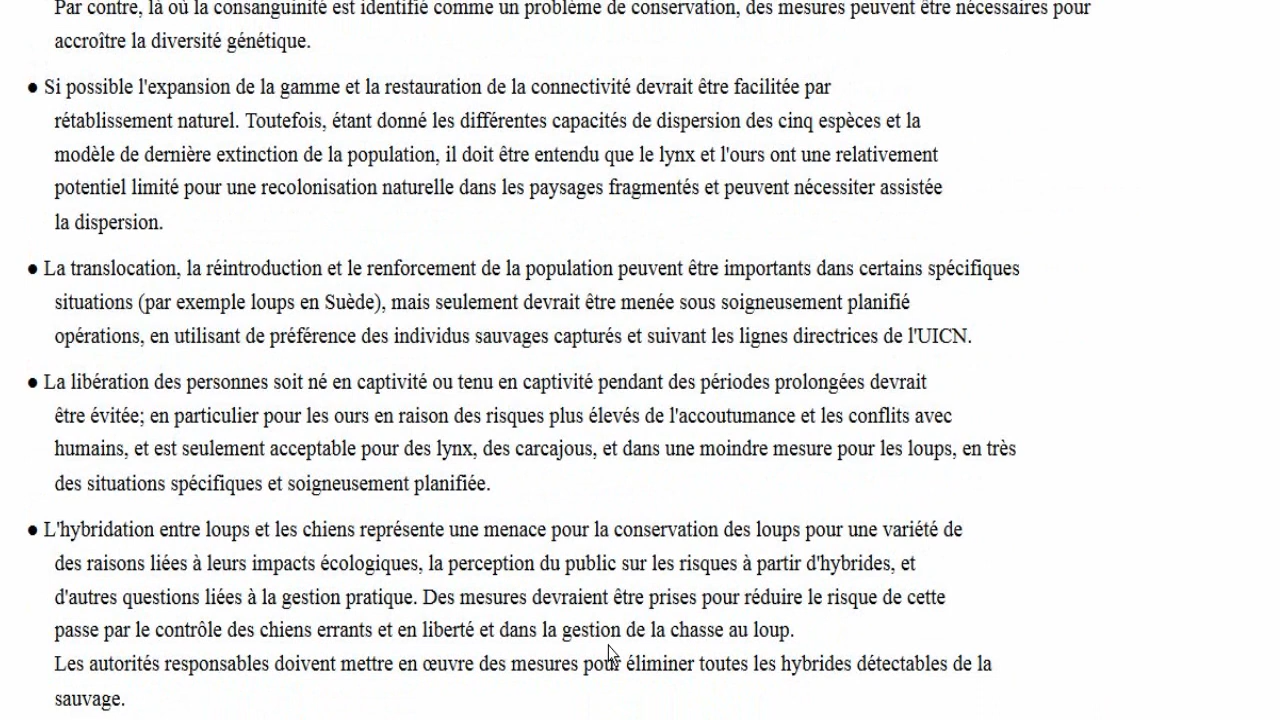 Par contre, là où la consanguinité est identifié comme un problème de conservation, des mesures peuvent être nécessaires pour
accroître la diversité génétique.
● Si possible l'expansion de la gamme et la restauration de la connectivité devrait être facilitée par
rétablissement naturel. Toutefois, étant donné les différentes capacités de dispersion des cinq espèces et la
modèle de dernière extinction de la population, il doit être entendu que le lynx et l'ours ont une relativement
potentiel limité pour une recolonisation naturelle dans les paysages fragmentés et peuvent nécessiter assistée
la dispersion.
● La translocation, la réintroduction et le renforcement de la population peuvent être importants dans certains spécifiques
situations (par exemple loups en Suède), mais seulement devrait être menée sous soigneusement planifié
opérations, en utilisant de préférence des individus sauvages capturés et suivant les lignes directrices de l'UICN.
● La libération des personnes soit né en captivité ou tenu en captivité pendant des périodes prolongées devrait
être évitée; en particulier pour les ours en raison des risques plus élevés de l'accoutumance et les conflits avec
humains, et est seulement acceptable pour des lynx, des carcajous, et dans une moindre mesure pour les loups, en très
des situations spécifiques et soigneusement planifiée.
● L'hybridation entre loups et les chiens représente une menace pour la conservation des loups pour une variété de
des raisons liées à leurs impacts écologiques, la perception du public sur les risques à partir d'hybrides, et
d'autres questions liées à la gestion pratique. Des mesures devraient être prises pour réduire le risque de cette
passe par le contrôle des chiens errants et en liberté et dans la gestion de la chasse au loup.
Les autorités responsables doivent mettre en œuvre des mesures pour éliminer toutes les hybrides détectables de la
sauvage.